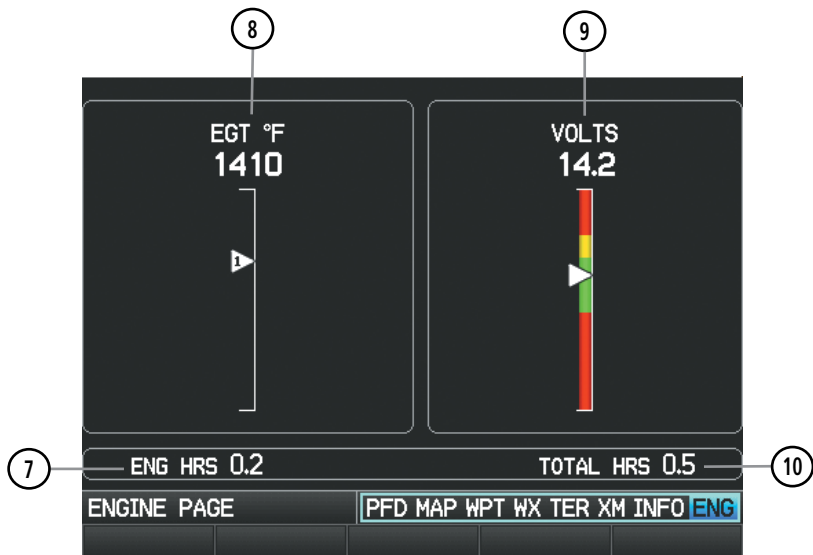 8 9
EGT °F
1410
1
VOLTS
14.2
7 ENG HRS 0.2 TOTAL HRS 0.5 10
ENGINE PAGE PFD MAP WPT WX TER XM INFO ENG